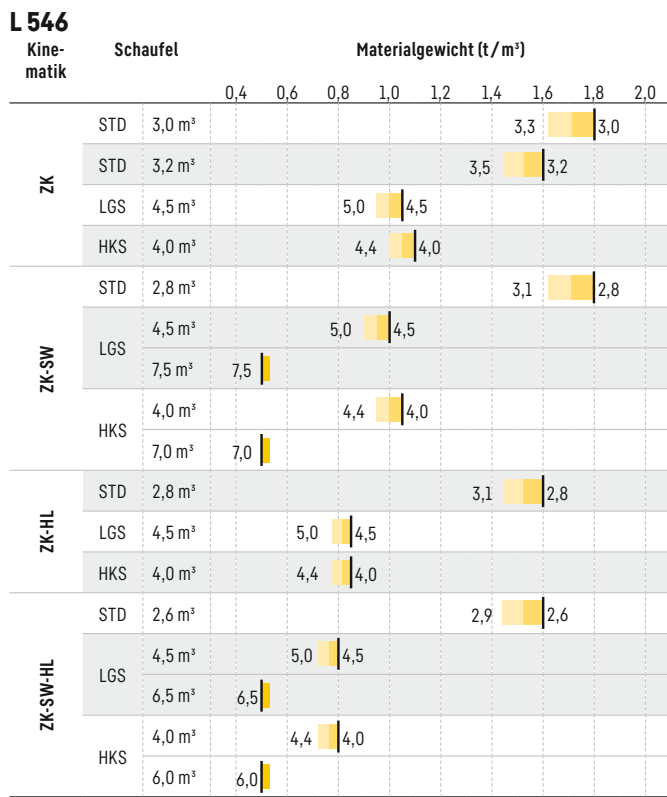 L 546
Kine-
matik
Schaufel
Materialgewicht (t / m³)
0,4 0,6 0,8 1,0 1,2 1,4 1,6 1,8 2,0
ZK
STD 3,0 m³ 3,3 3,0
STD 3,2 m³ 3,5 3,2
LGS 4,5 m³ 5,0 4,5
HKS 4,0 m³ 4,4 4,0
ZK-SW
STD 2,8 m³ 3,1 2,8
LGS
4,5 m³ 5,0 4,5
7,5 m³ 7,5
HKS
4,0 m³ 4,4 4,0
7,0 m³ 7,0
ZK-HL
STD 2,8 m³ 3,1 2,8
LGS 4,5 m³ 5,0 4,5
HKS 4,0 m³ 4,4 4,0
ZK-SW-HL
STD 2,6 m³ 2,9 2,6
LGS
4,5 m³ 5,0 4,5
6,5 m³ 6,5
HKS
4,0 m³ 4,4 4,0
6,0 m³ 6,0